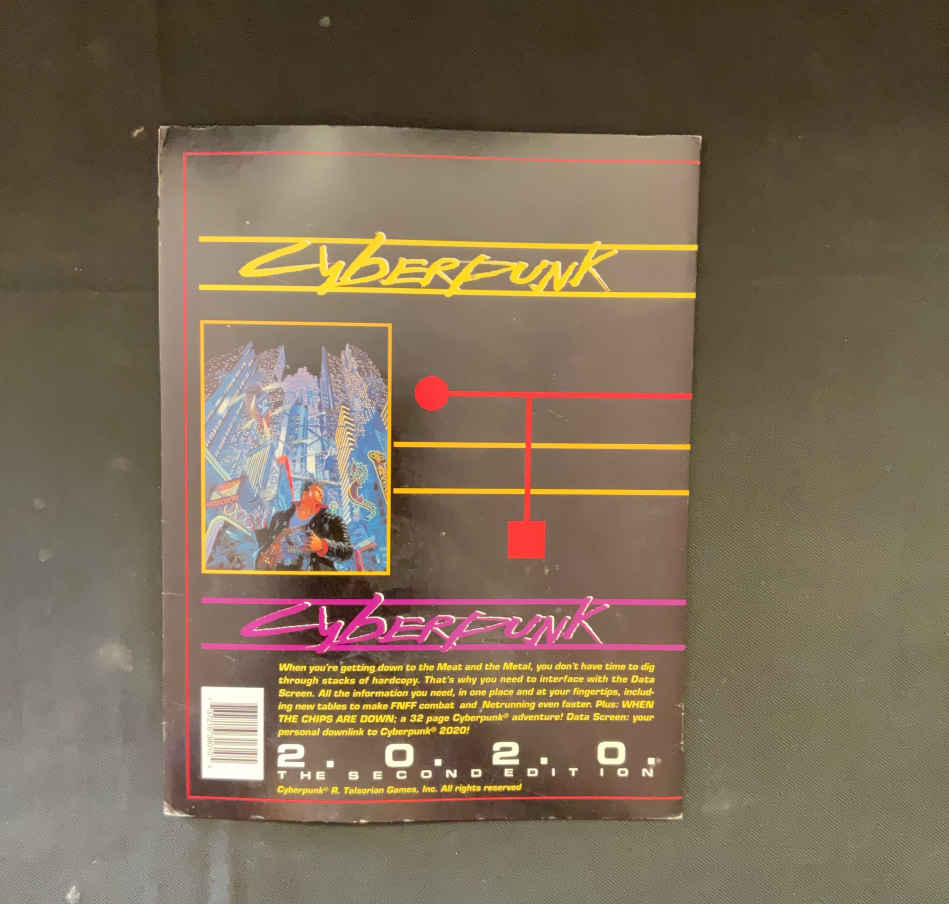 CYBERPUNK
CYBERPUNK
When you're getting down to the Meat and the Metal, you don't have time to dig
through stacks of hardcopy. That's why you need to interface with the Data
Screen. All the information you need, in one place and at your fingertips, includ-
ing new tables to make FNFF combat and Netrunning even faster. Plus: WHEN
THE CHIPS ARE DOWN; a 32 page Cyberpunk® adventure! Data Screen: your
personal downlink to Cyberpunk® 2020!
2.0.2.0.®
THE SECOND EDITION
Cyberpunk® R. Talsorian Games, Inc. All rights reserved